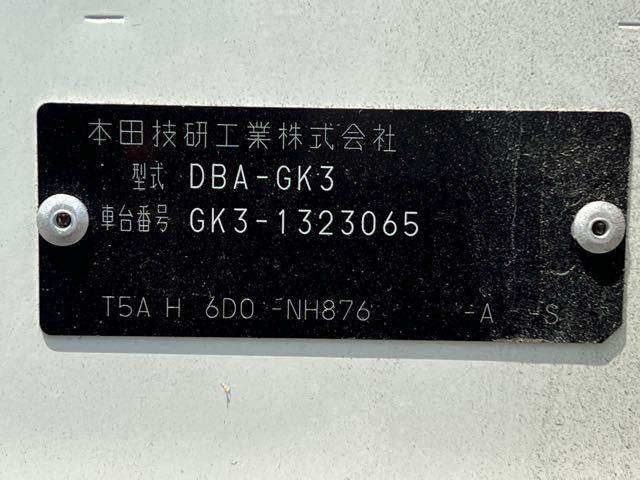 本田技研工業株式会社
型式 DBA-GK3
車台番号 GK3-1323065
T5A H 6D0 -NH876 -A -S